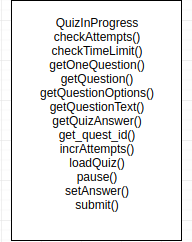 QuizInProgress
checkAttempts()
checkTimeLimit()
getOneQuestion()
getQuestion()
getQuestionOptions()
getQuestionText()
getQuizAnswer()
get_quest_id()
incrAttempts()
loadQuiz()
pause()
setAnswer()
submit()